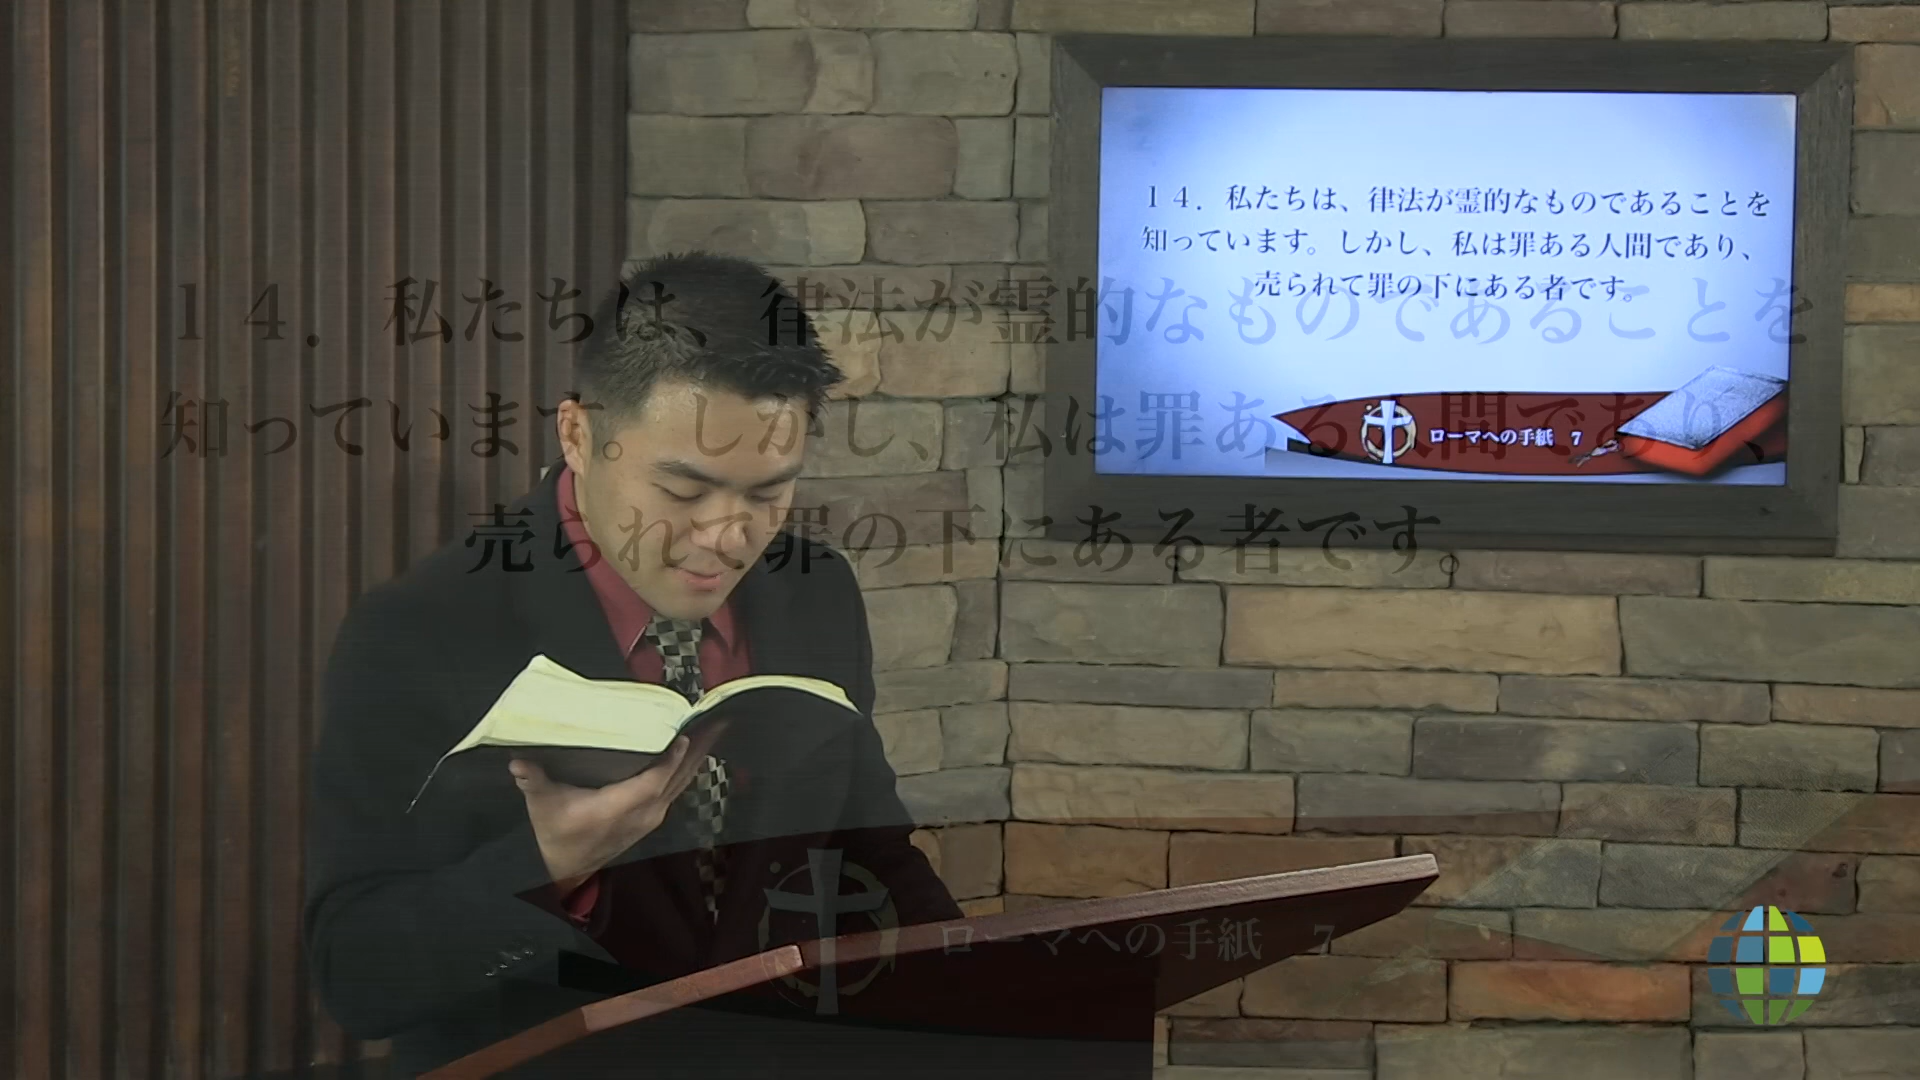 １４．私たちは、律法が霊的なものであることを
知っています。しかし、私は罪ある人間であり、
売られて罪の下にある者です。
ローマへの手紙　7
１４．私たちは、律法が霊的なものであることを
知っています。しかし、私は罪ある人間であり、
売られて罪の下にある者です。
ローマへの手紙　7